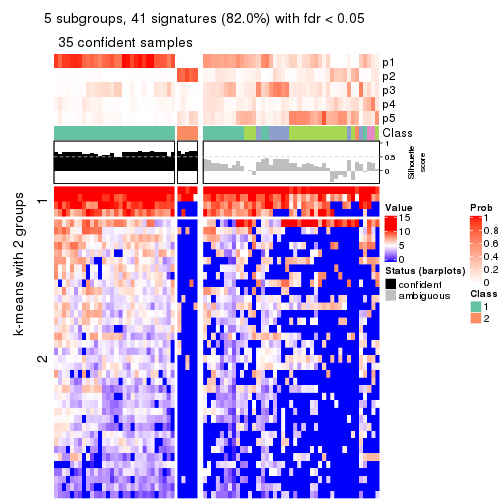 5 subgroups, 41 signatures (82.0%) with fdr < 0.05
35 confident samples
p1
p2
p3
p4
p5
Class
1
0.5
0
Silhouette
score
k-means with 2 groups
1
2
Value
15
10
5
0
Status (barplots)
confident
ambiguous
Prob
1
0.8
0.6
0.4
0.2
0
Class
1
2